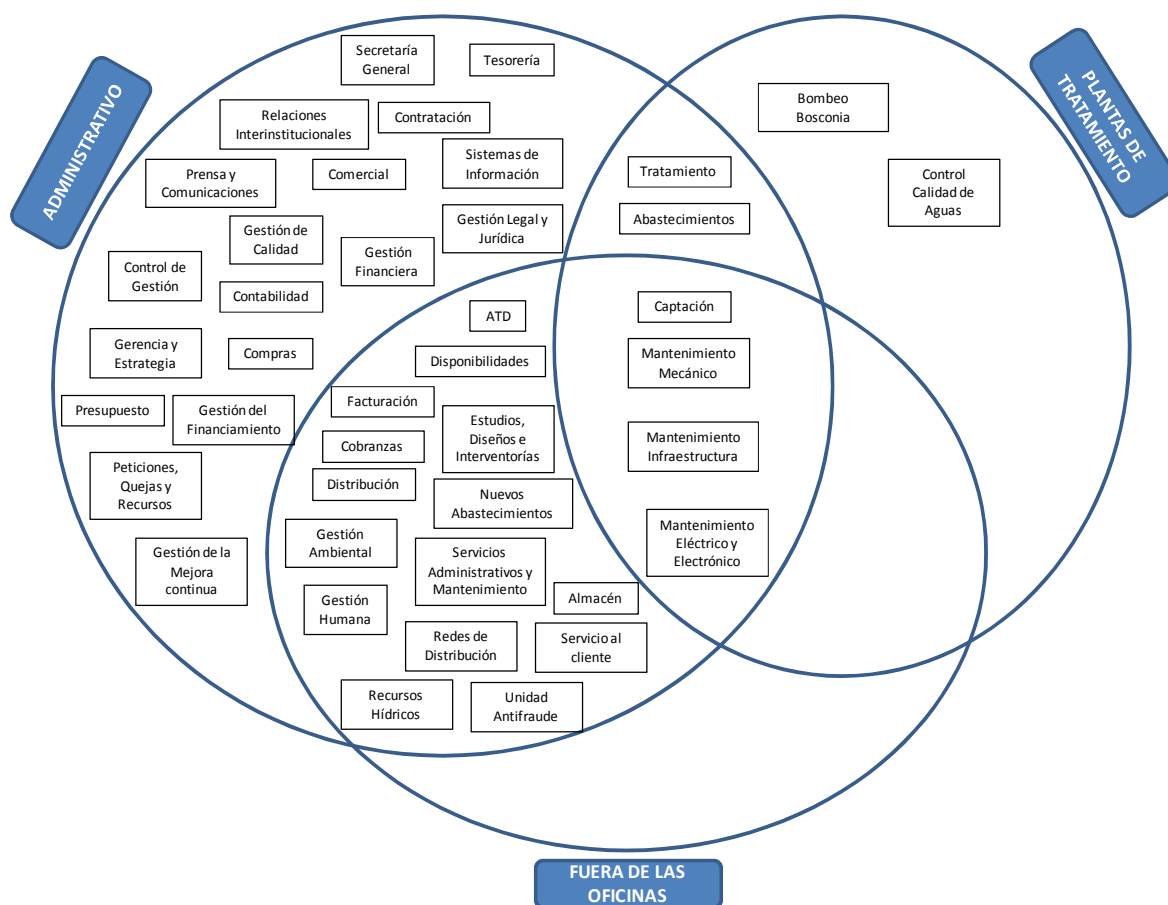 ADMINISTRATIVO
PLANTAS DE
TRATAMIENTO
Secretaría
General
Tesorería
Relaciones
Interinstitucionales
Contratación
Prensa y
Comunicaciones
Comercial
Sistemas de
Información
Gestión de
Calidad
Gestión
Financiera
Gestión Legal y
Jurídica
Control de
Gestión
Contabilidad
Gerencia y
Estrategia
Compras
Presupuesto
Gestión del
Financiamiento
Peticiones,
Quejas y
Recursos
Gestión de la
Mejora
continua
Tratamiento
Abastecimientos
Bombeo
Bosconia
Control
Calidad de
Aguas
ATD
Disponibilidades
Facturación
Cobranzas
Estudios,
Diseños e
Interventorías
Distribución
Nuevos
Abastecimientos
Gestión
Ambiental
Servicios
Administrativos y
Mantenimiento
Gestión
Humana
Almacén
Redes de
Distribución
Servicio al
cliente
Recursos
Hídricos
Unidad
Antifraude
Captación
Mantenimiento
Mecánico
Mantenimiento
Infraestructura
Mantenimiento
Eléctrico y
Electrónico
FUERA DE LAS
OFICINAS